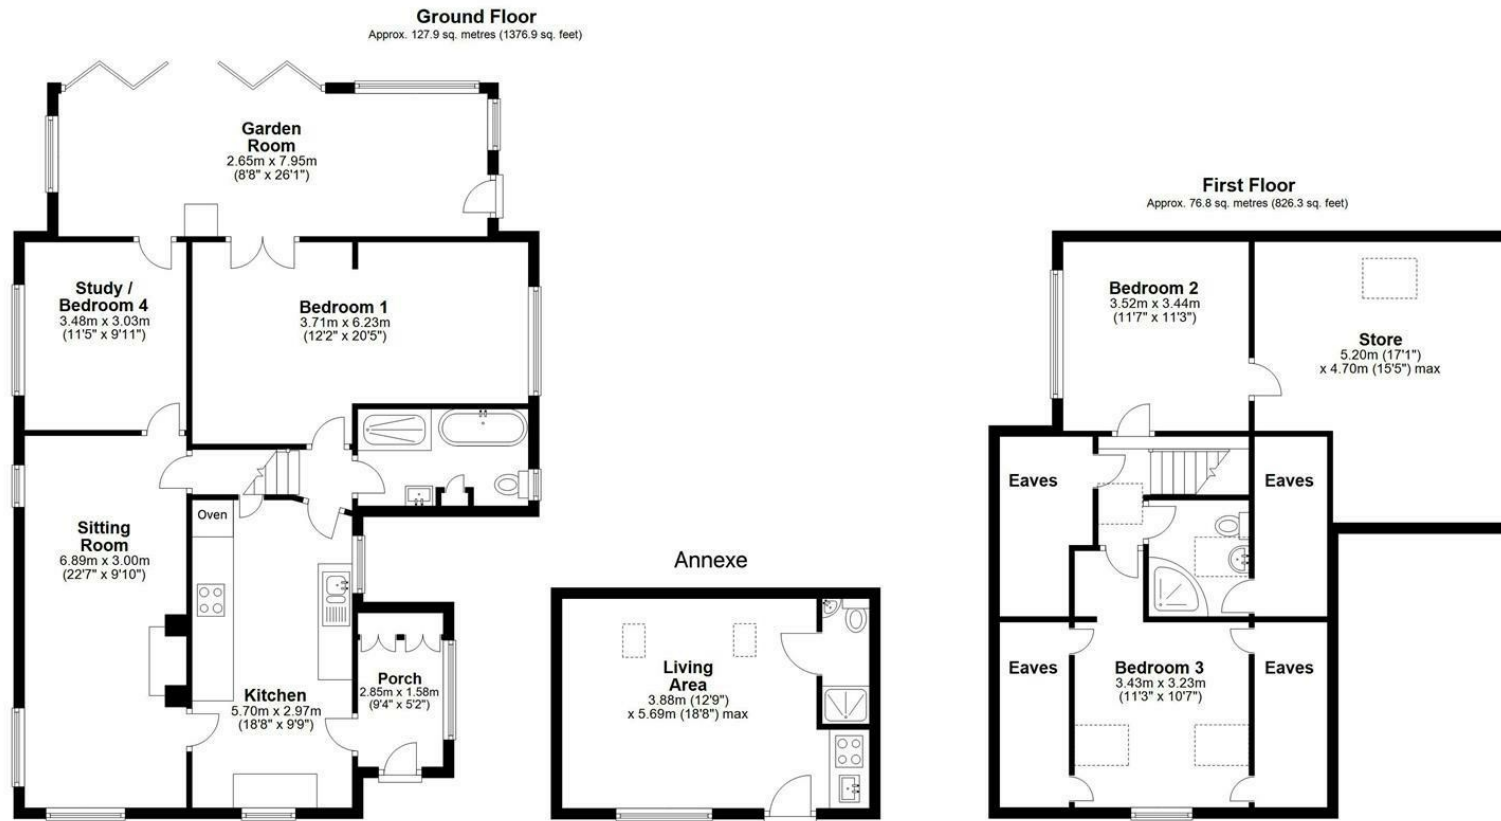 Ground Floor
Approx. 127.9 sq. metres (1376.9 sq. feet)
Garden
Room
2.65m x 7.95m
(8'8" x 26'1")
Study /
Bedroom 4
3.48m x 3.03m
(11'5" x 9'11")
Bedroom 1
3.71m x 6.23m
(12'2" x 20'5")
Sitting
Room
6.89m x 3.00m
(22'7" x 9'10")
Oven
Kitchen
5.70m x 2.97m
(18'8" x 9'9")
Porch
2.85m x 1.58m
(9'4" x 5'2")
Annexe
Living
Area
3.88m (12'9")
x 5.69m (18'8") max
First Floor
Approx. 76.8 sq. metres (826.3 sq. feet)
Bedroom 2
3.52m x 3.44m
(11'7" x 11'3")
Store
5.20m (17'1")
x 4.70m (15'5") max
Eaves
Eaves
Eaves
Bedroom 3
3.43m x 3.23m
(11'3" x 10'7")
Eaves